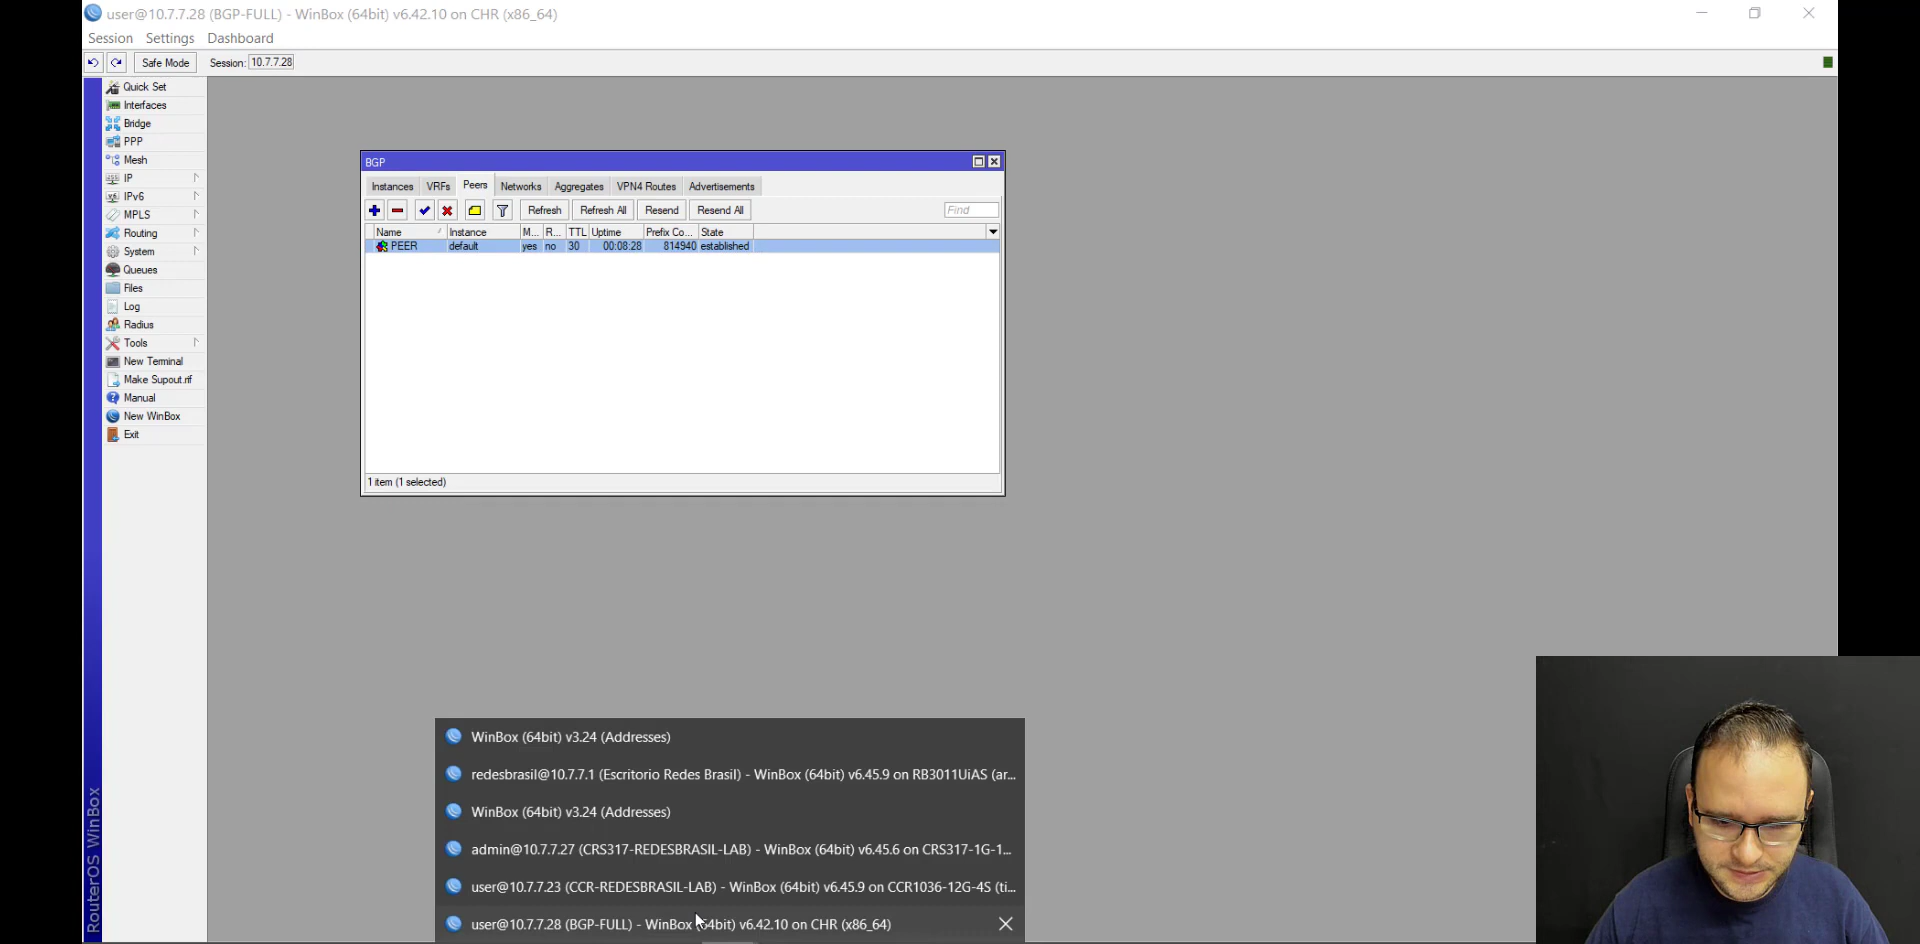 user@10.7.7.28 (BGP-FULL) - WinBox (64bit) v6.42.10 on CHR (x86_64)
Session Settings Dashboard
Safe Mode Session: 10.7.7.28
Quick Set
Interfaces
Bridge
PPP
Mesh
IP
IPv6
MPLS
Routing
System
Queues
Files
Log
Radius
Tools
New Terminal
Make Supout.rif
Manual
New WinBox
Exit
RouterOS WinBox
BGP
Instances VRFs Peers Networks Aggregates VPN4 Routes Advertisements
Refresh Refresh All Resend Resend All Find
Name Instance M... R... TTL Uptime Prefix Co... State
PEER default yes no 30 00:08:28 814940 established
1 item (1 selected)
WinBox (64bit) v3.24 (Addresses)
redesbrasil@10.7.7.1 (Escritorio Redes Brasil) - WinBox (64bit) v6.45.9 on RB3011UiAS (ar...
WinBox (64bit) v3.24 (Addresses)
admin@10.7.7.27 (CRS317-REDESBRASIL-LAB) - WinBox (64bit) v6.45.6 on CRS317-1G-1...
user@10.7.7.23 (CCR-REDESBRASIL-LAB) - WinBox (64bit) v6.45.9 on CCR1036-12G-4S (ti...
user@10.7.7.28 (BGP-FULL) - WinBox (64bit) v6.42.10 on CHR (x86_64)